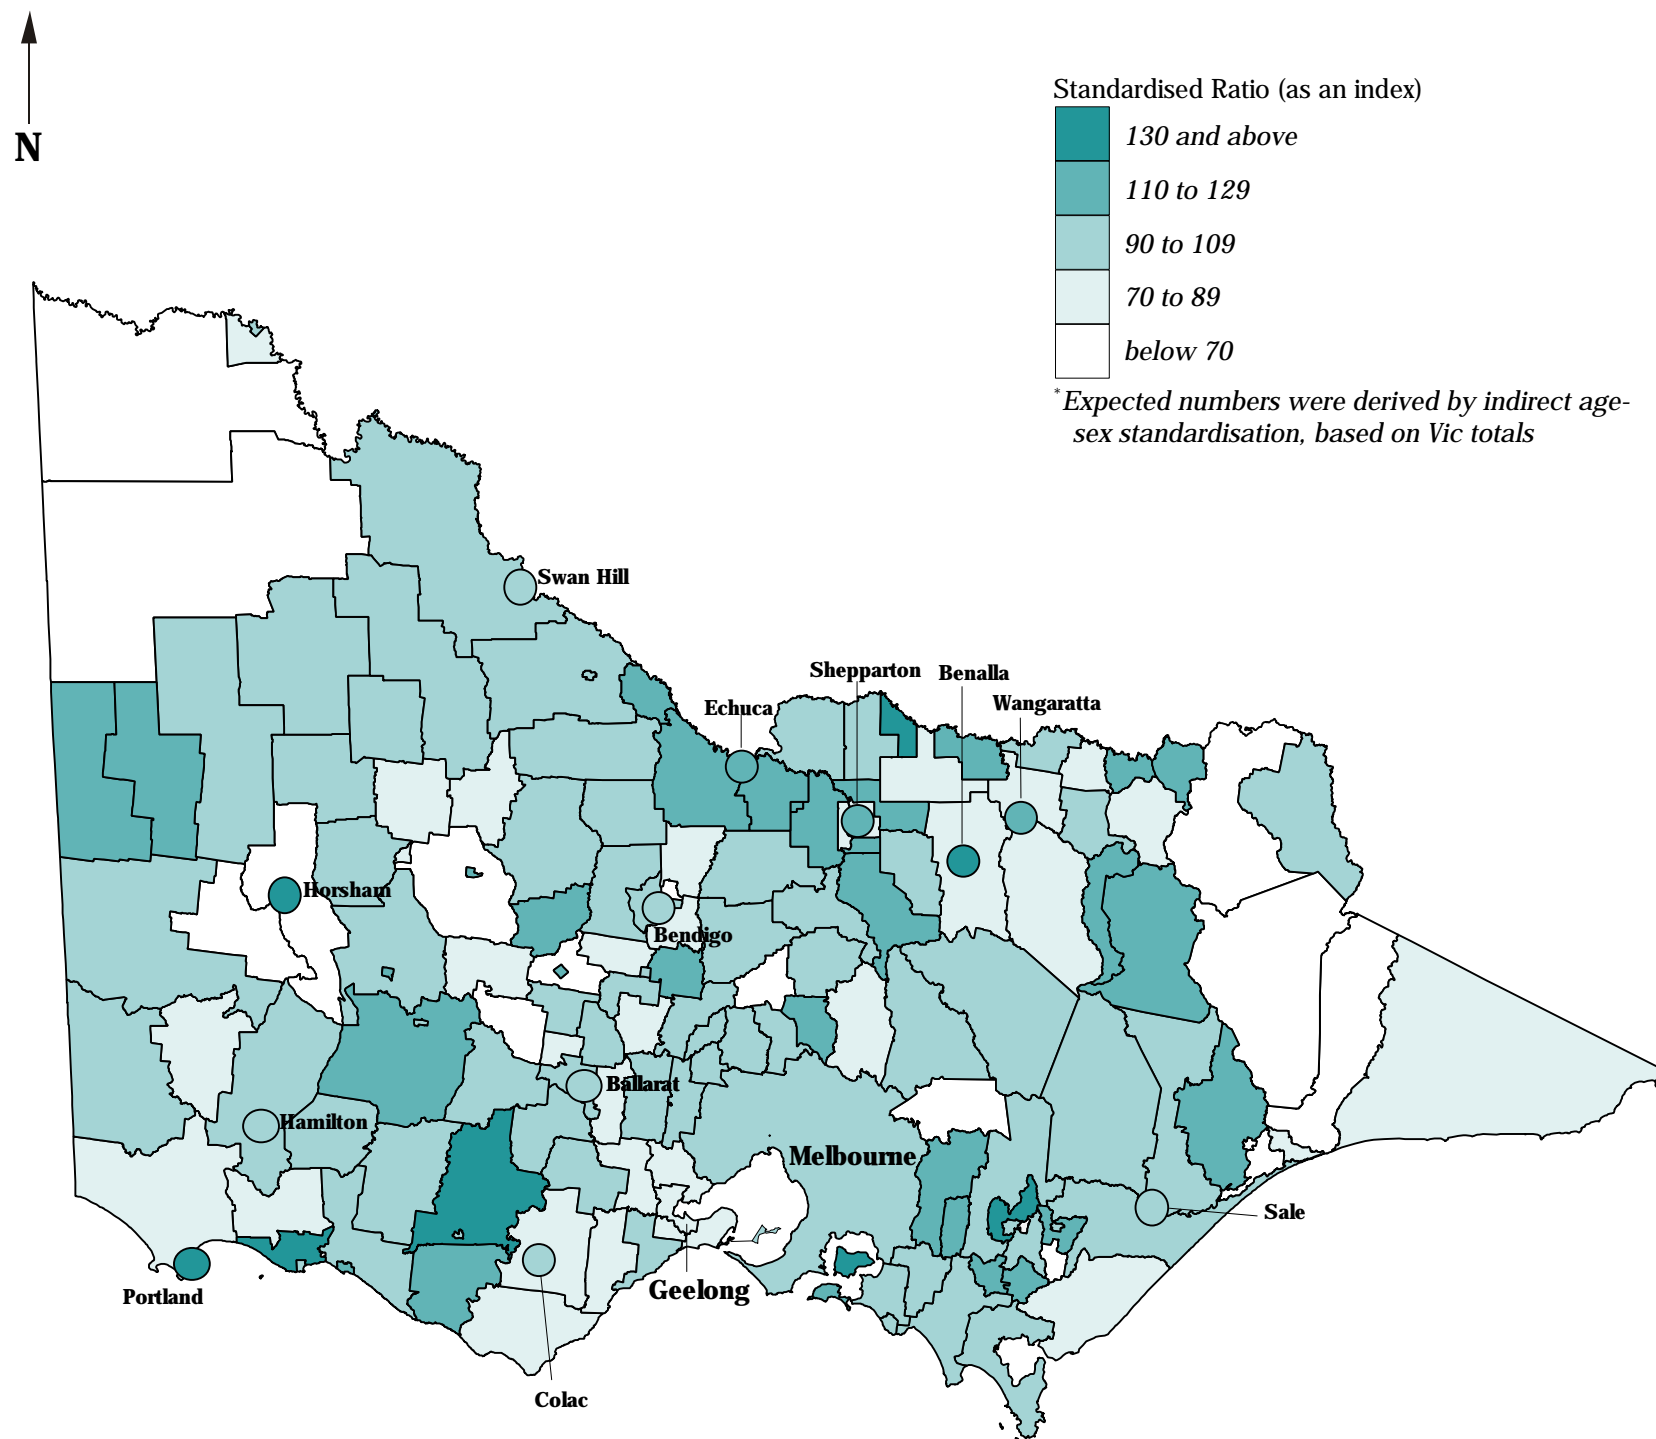 N
Standardised Ratio (as an index)
130 and above
110 to 129
90 to 109
70 to 89
below 70
*Expected numbers were derived by indirect age-
sex standardisation, based on Vic totals
Swan Hill
Shepparton
Benalla
Echuca
Wangaratta
Horsham
Bendigo
Ballarat
Hamilton
Melbourne
Sale
Geelong
Portland
Colac